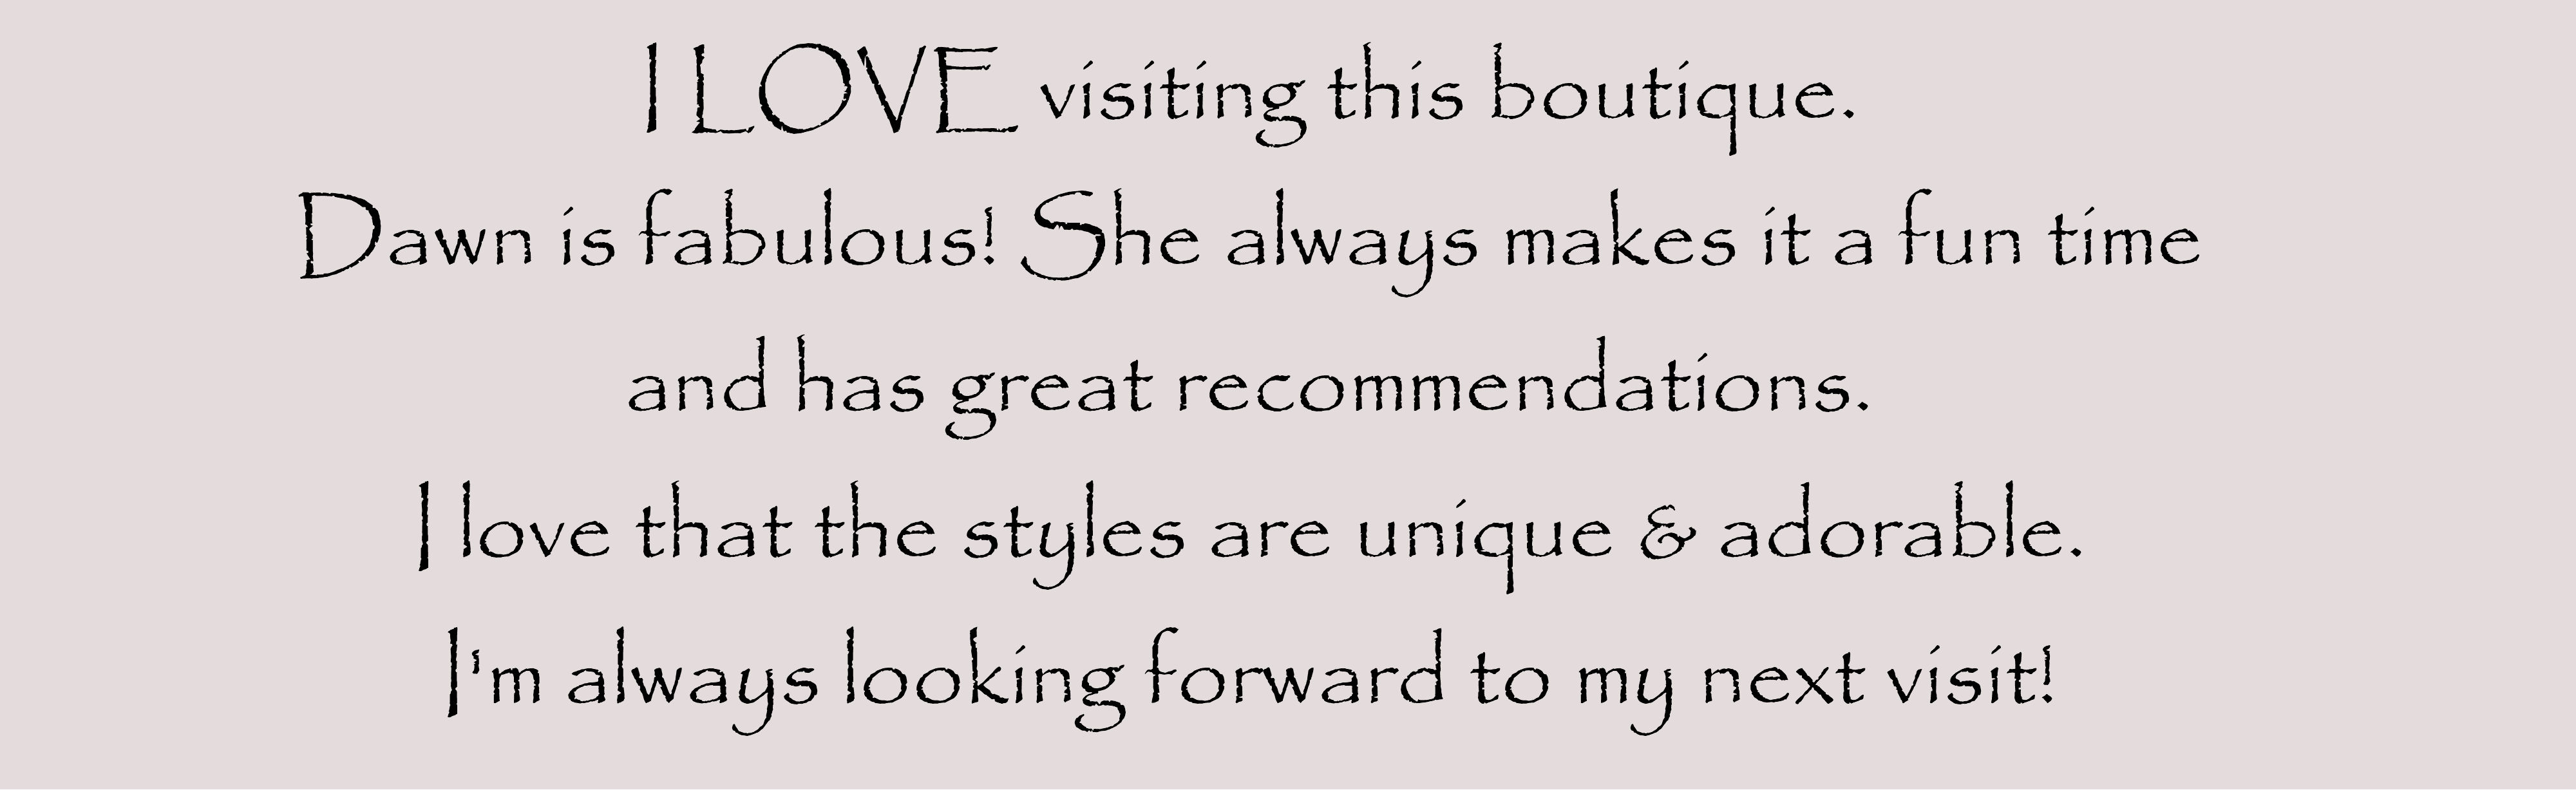 I LOVE visiting this boutique.
Dawn is fabulous! She always makes it a fun time
and has great recommendations.
I love that the styles are unique & adorable.
I'm always looking forward to my next visit!